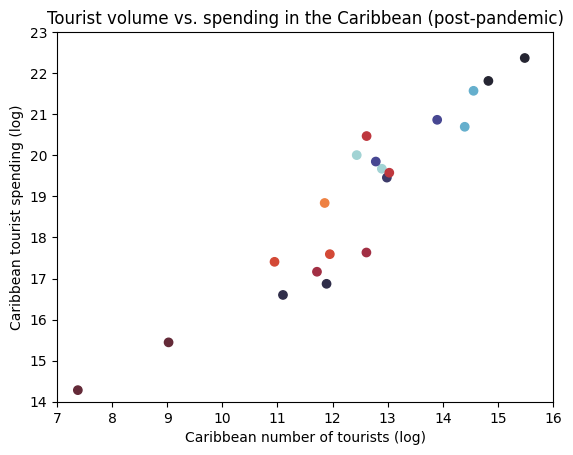 Tourist volume vs. spending in the Caribbean (post-pandemic)
23
22
21
20
19
18
17
16
15
14
Caribbean tourist spending (log)
7 8 9 10 11 12 13 14 15 16
Caribbean number of tourists (log)